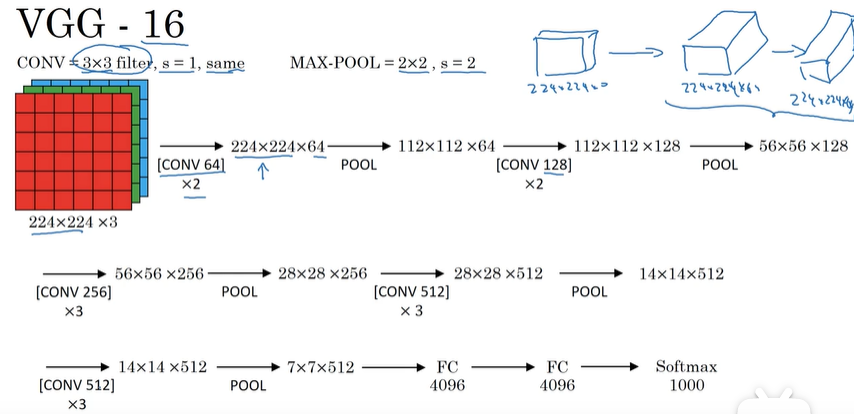 VGG - 16
CONV = 3×3 filter, s = 1, same
MAX-POOL = 2×2 , s = 2
224×224×
224×224×64
224×224×
224×224×64
112×112 ×64
112×112 ×128
56×56 ×128
[CONV 64]
×2
POOL
[CONV 128]
×2
POOL
224×224 ×3
56×56 ×256
28×28 ×256
28×28 ×512
14×14×512
[CONV 256]
×3
POOL
[CONV 512]
× 3
POOL
14×14 ×512
7×7×512
FC
4096
FC
4096
Softmax
1000
[CONV 512]
×3
POOL